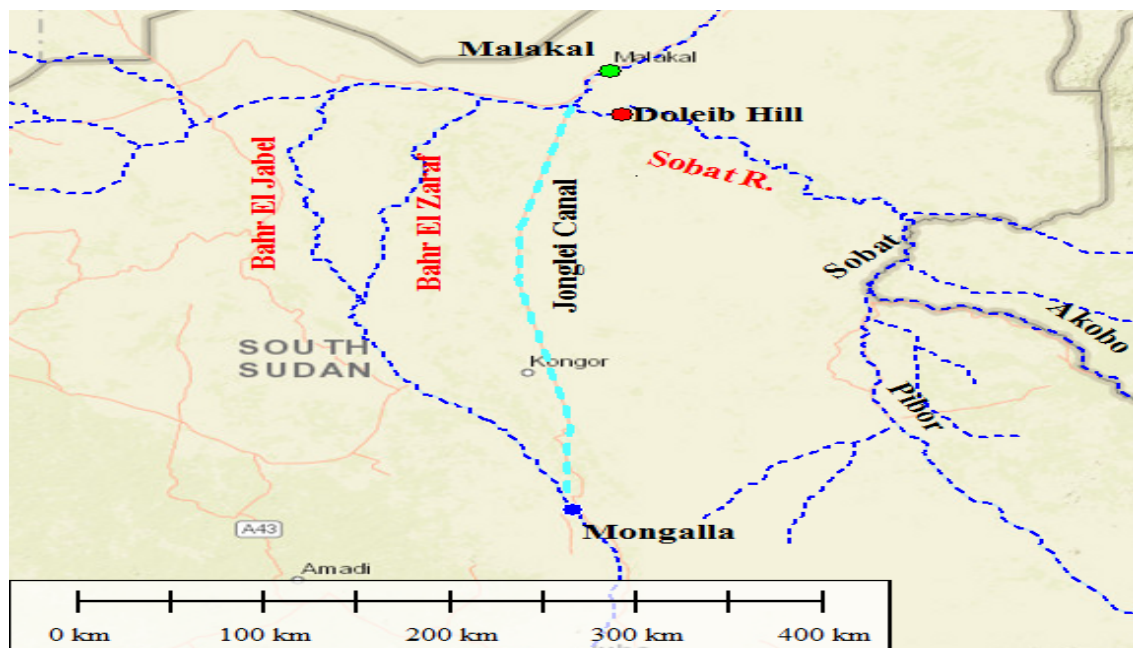 Malakal
Malakal
Doleib Hill
Bahr El Jabel
Bahr El Zaraf
Jonglei Canal
Sobat R.
Sobat
Akobo
SOUTH
SUDAN
Kongor
Pibor
A43
Mongalla
Amadi
0 km 100 km 200 km 300 km 400 km